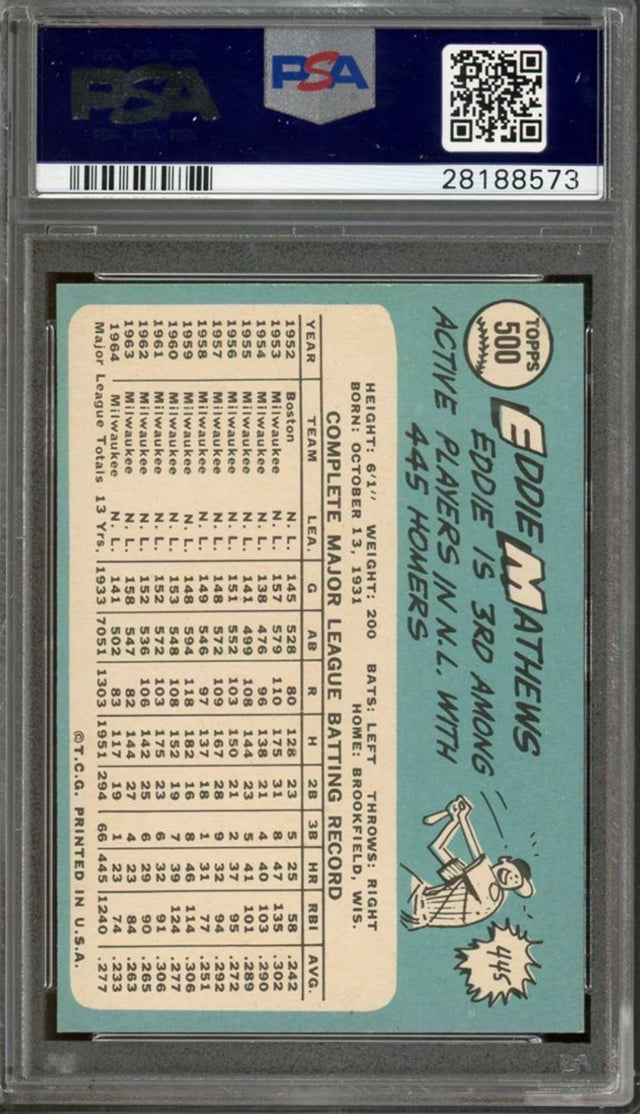 PSA
PSA
28188573
TOPPS
500
EDDIE MATHEWS
EDDIE IS 3RD AMONG
ACTIVE PLAYERS IN N.L. WITH
445 HOMERS
445
HEIGHT: 6'1" WEIGHT: 200 BATS: LEFT THROWS: RIGHT
BORN: OCTOBER 13, 1931 HOME: BROOKFIELD, WIS.
COMPLETE MAJOR LEAGUE BATTING RECORD
YEAR TEAM LEA. G AB R H 2B 3B HR RBI AVG.
1952 Boston N. L. 145 528 80 128 23 5 25 58 .242
1953 Milwaukee N. L. 157 579 110 175 31 8 47 135 .302
1954 Milwaukee N. L. 138 476 96 138 21 4 40 103 .290
1955 Milwaukee N. L. 141 499 108 144 23 5 41 101 .289
1956 Milwaukee N. L. 151 552 103 150 21 2 37 95 .272
1957 Milwaukee N. L. 148 572 109 167 28 9 32 94 .292
1958 Milwaukee N. L. 149 546 97 137 18 1 31 77 .251
1959 Milwaukee N. L. 148 594 118 182 16 8 46 114 .306
1960 Milwaukee N. L. 153 548 108 152 19 7 39 124 .277
1961 Milwaukee N. L. 152 572 103 175 23 6 32 91 .306
1962 Milwaukee N. L. 152 536 106 142 25 6 29 90 .265
1963 Milwaukee N. L. 158 547 82 144 27 4 23 84 .263
1964 Milwaukee N. L. 141 502 83 117 19 1 23 74 .233
Major League Totals 13 Yrs. 1933 7051 1303 1951 294 66 445 1240 .277
©T.C.G. PRINTED IN U.S.A.